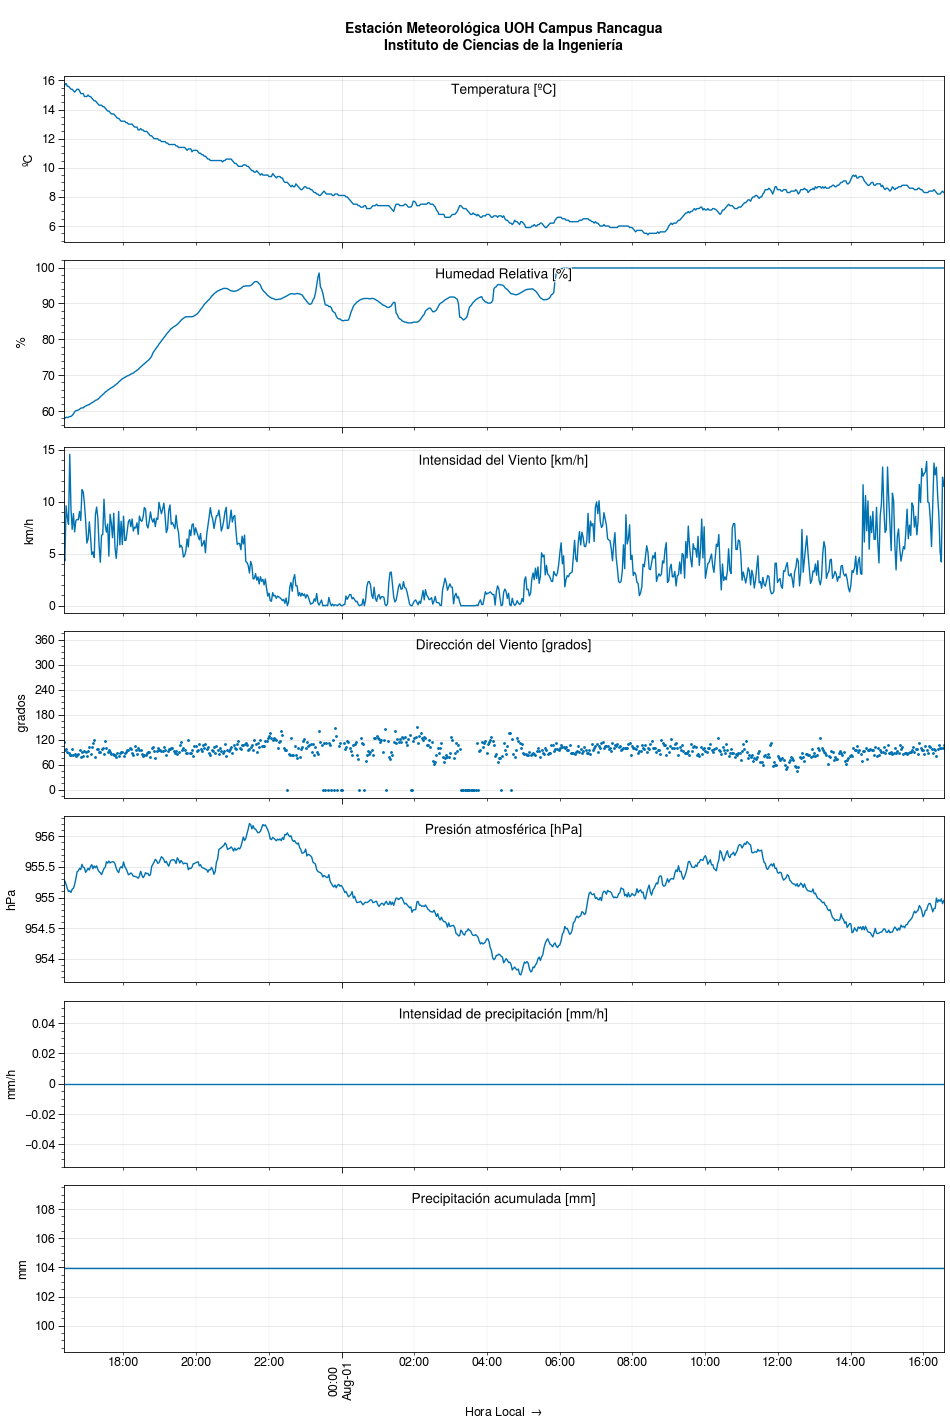 Estación Meteorológica UOH Campus Rancagua
Instituto de Ciencias de la Ingeniería
Temperatura [ºC]
ºC
16
14
12
10
8
6
Humedad Relativa [%]
%
100
90
80
70
60
Intensidad del Viento [km/h]
km/h
15
10
5
0
Dirección del Viento [grados]
grados
360
300
240
180
120
60
0
Presión atmosférica [hPa]
hPa
956
955.5
955
954.5
954
Intensidad de precipitación [mm/h]
mm/h
0.04
0.02
0
−0.02
−0.04
Precipitación acumulada [mm]
mm
108
106
104
102
100
18:00 20:00 22:00 00:00 02:00 04:00 06:00 08:00 10:00 12:00 14:00 16:00
Aug-01
Hora Local →